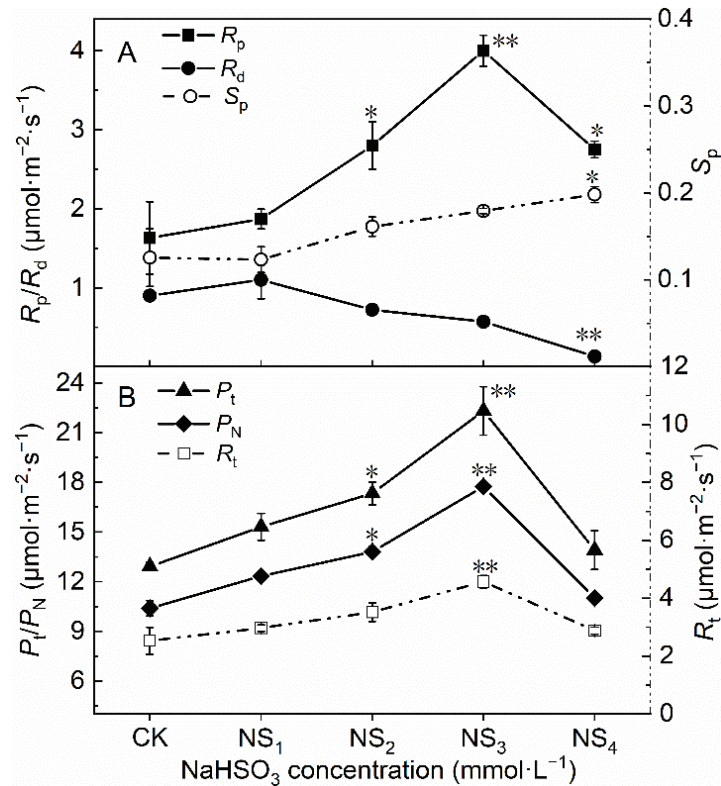 A
Rp
Rd
Sp
4
3
2
1
Rp/Rd (μmol·m−2·s−1)
0.4
0.3
0.2
0.1
0.0
Sp
**
*
*
*
**
B
Pt
PN
Rt
24
21
18
15
12
9
6
Pt/PN (μmol·m−2·s−1)
12
10
8
6
4
2
0
Rt (μmol·m−2·s−1)
**
*
**
*
**
CK NS1 NS2 NS3 NS4
NaHSO3 concentration (mmol·L−1)